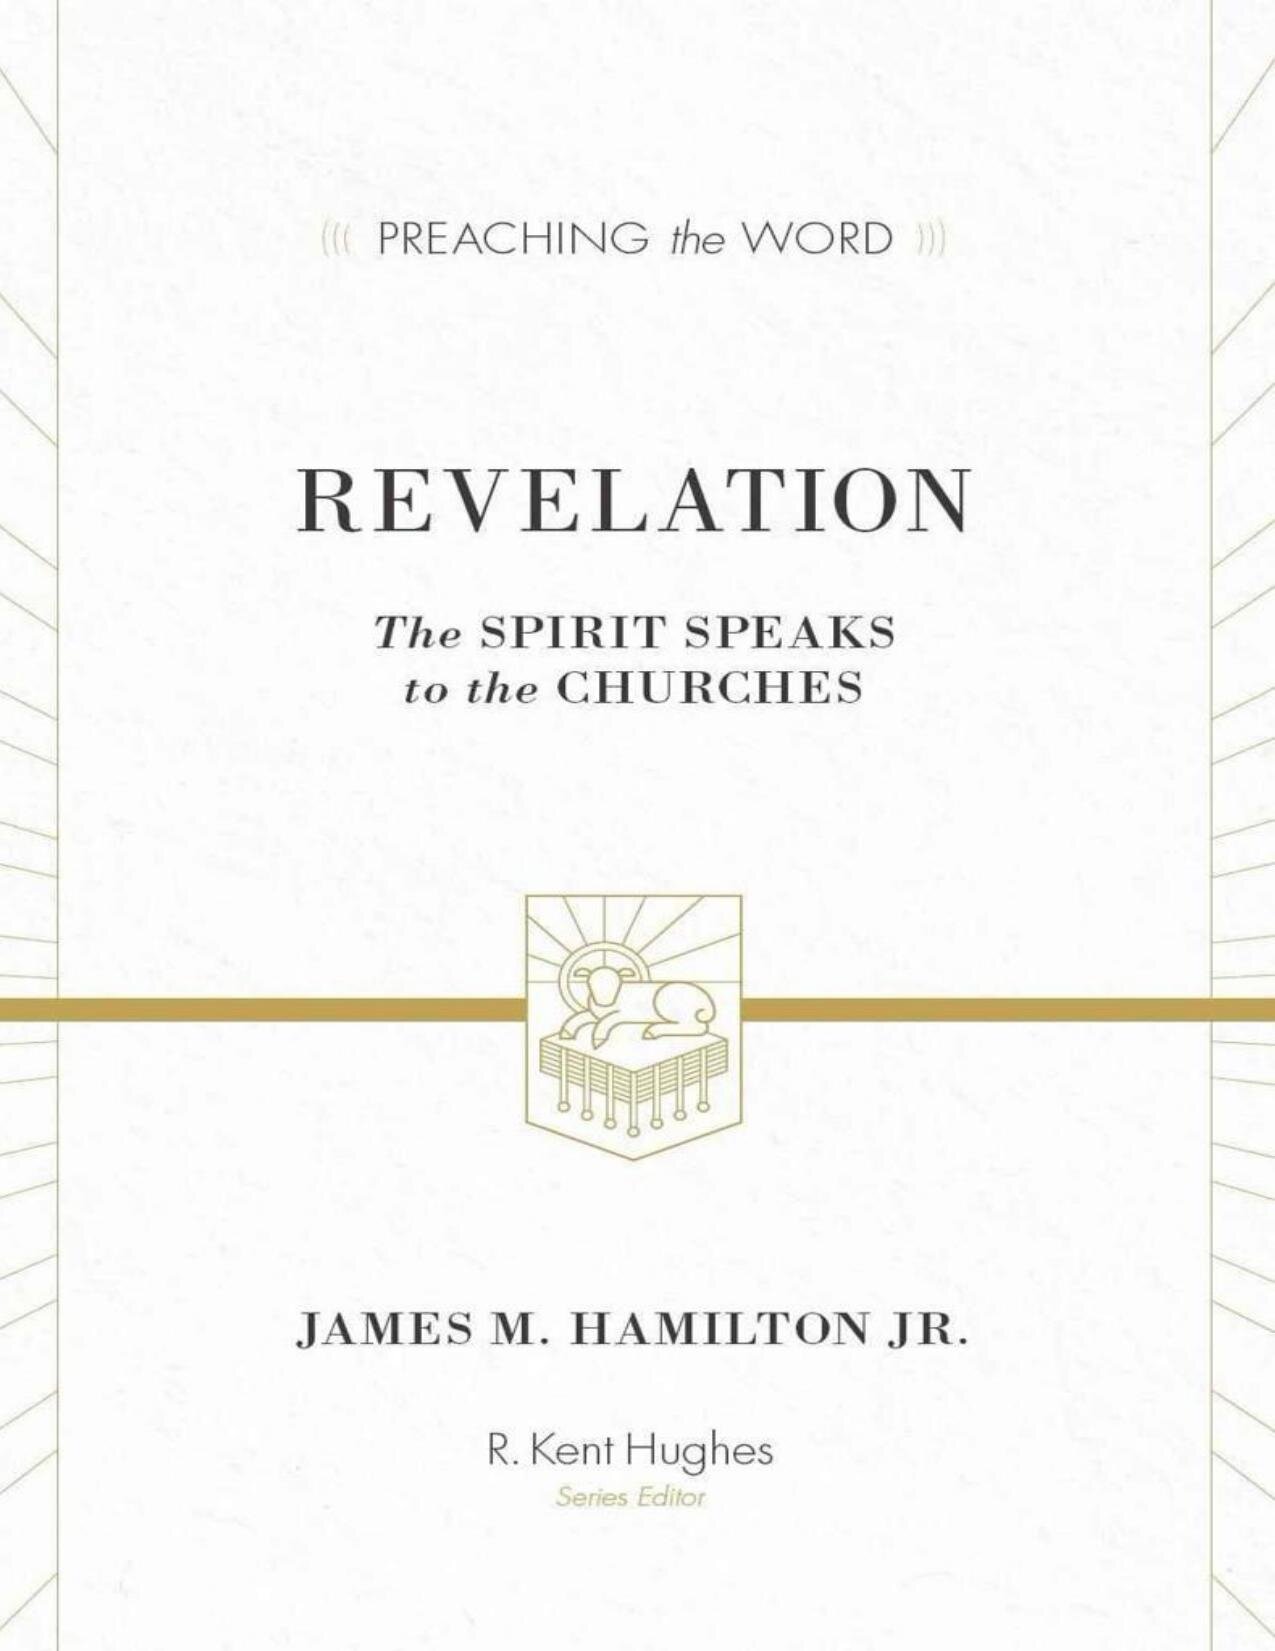 ((( PREACHING the WORD )))
REVELATION
The SPIRIT SPEAKS
to the CHURCHES
JAMES M. HAMILTON JR.
R. Kent Hughes
Series Editor